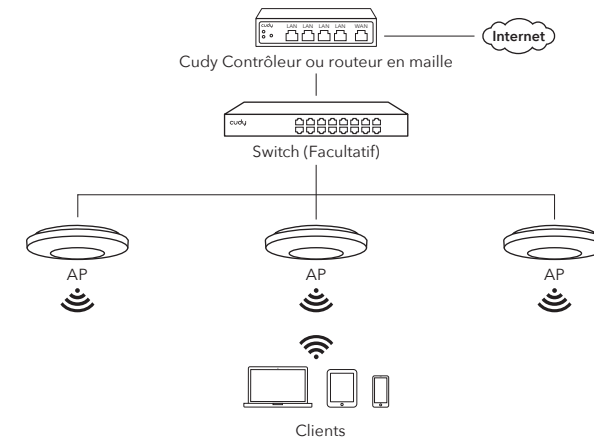 cudy
LAN LAN LAN LAN WAN
Internet
Cudy Contrôleur ou routeur en maille
cudy
Switch (Facultatif)
AP AP AP
Clients